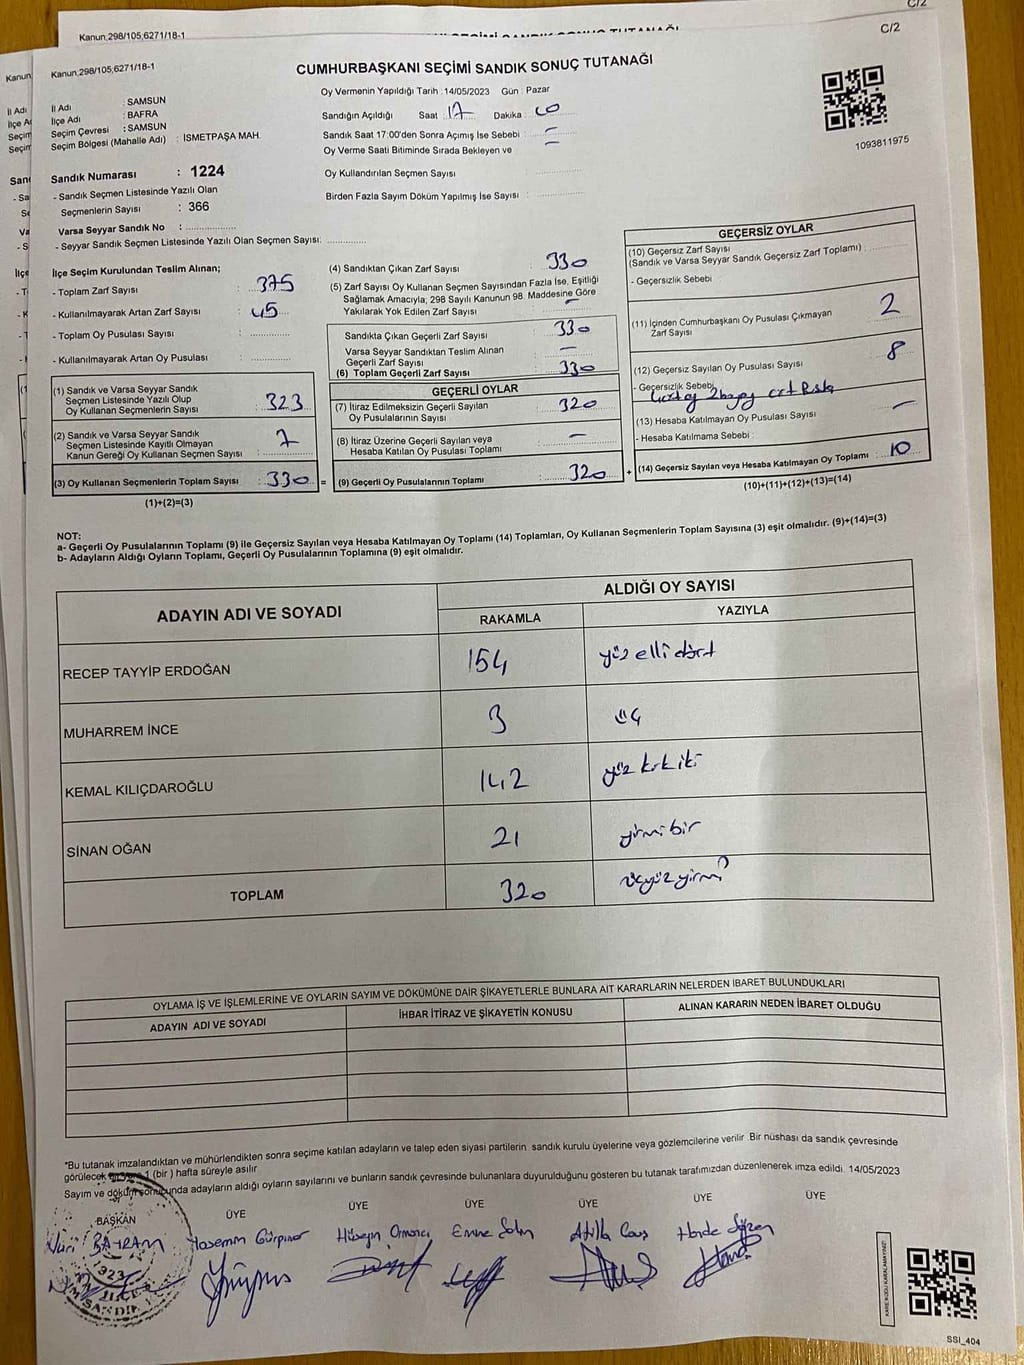 C/2
Kanun,298/105,6271/18-1
C/2
Kanun,298/105,6271/18-1
CUMHURBAŞKANI SEÇİMİ SANDIK SONUÇ TUTANAĞI
İl Adı : SAMSUN
İlçe Adı : BAFRA
Seçim Çevresi : SAMSUN
Seçim Bölgesi (Mahalle Adı) : İSMETPAŞA MAH.
Oy Vermenin Yapıldığı Tarih : 14/05/2023 Gün : Pazar
Sandığın Açıldığı Saat : 17 Dakika : 00
Sandık Saat 17:00'den Sonra Açımış İse Sebebi : –
Oy Verme Saati Bitiminde Sırada Bekleyen ve –
Oy Kullandırılan Seçmen Sayısı :
Birden Fazla Sayım Döküm Yapılmış İse Sayısı :
1093811975
Sandık Numarası : 1224
- Sandık Seçmen Listesinde Yazılı Olan
Seçmenlerin Sayısı : 366
Varsa Seyyar Sandık No :
- Seyyar Sandık Seçmen Listesinde Yazılı Olan Seçmen Sayısı:
İlçe Seçim Kurulundan Teslim Alınan;
- Toplam Zarf Sayısı : 375
- Kullanılmayarak Artan Zarf Sayısı : 45
- Toplam Oy Pusulası Sayısı :
- Kullanılmayarak Artan Oy Pusulası :
(1) Sandık ve Varsa Seyyar Sandık
Seçmen Listesinde Yazılı Olup
Oy Kullanan Seçmenlerin Sayısı : 323
(2) Sandık ve Varsa Seyyar Sandık
Seçmen Listesinde Kayıtlı Olmayan
Kanun Gereği Oy Kullanan Seçmen Sayısı : 7
(3) Oy Kullanan Seçmenlerin Toplam Sayısı : 330 =
(1)+(2)=(3)
(4) Sandıktan Çıkan Zarf Sayısı : 330
(5) Zarf Sayısı Oy Kullanan Seçmen Sayısından Fazla İse, Eşitliği
Sağlamak Amacıyla; 298 Sayılı Kanunun 98. Maddesine Göre
Yakılarak Yok Edilen Zarf Sayısı : –
Sandıkta Çıkan Geçerli Zarf Sayısı : 330
Varsa Seyyar Sandıktan Teslim Alınan
Geçerli Zarf Sayısı : –
(6) Toplam Geçerli Zarf Sayısı : 330
GEÇERLİ OYLAR
(7) İtiraz Edilmeksizin Geçerli Sayılan
Oy Pusulalarının Sayısı : 320
(8) İtiraz Üzerine Geçerli Sayılan veya
Hesaba Katılan Oy Pusulası Toplamı : –
(9) Geçerli Oy Pusulalarının Toplamı : 320 +
GEÇERSİZ OYLAR
(10) Geçersiz Zarf Sayısı
(Sandık ve Varsa Seyyar Sandık Geçersiz Zarf Toplamı) :
- Geçersizlik Sebebi :
(11) İçinden Cumhurbaşkanı Oy Pusulası Çıkmayan
Zarf Sayısı : 2
(12) Geçersiz Sayılan Oy Pusulası Sayısı : 8
- Geçersizlik Sebebi
(13) Hesaba Katılmayan Oy Pusulası Sayısı : –
- Hesaba Katılmama Sebebi :
(14) Geçersiz Sayılan veya Hesaba Katılmayan Oy Toplamı : 10
(10)+(11)+(12)+(13)=(14)
NOT:
a- Geçerli Oy Pusulalarının Toplamı (9) ile Geçersiz Sayılan veya Hesaba Katılmayan Oy Toplamı (14) Toplamları, Oy Kullanan Seçmenlerin Toplam Sayısına (3) eşit olmalıdır. (9)+(14)=(3)
b- Adayların Aldığı Oyların Toplamı, Geçerli Oy Pusulalarının Toplamına (9) eşit olmalıdır.
ADAYIN ADI VE SOYADI
ALDIĞI OY SAYISI
RAKAMLA YAZIYLA
RECEP TAYYİP ERDOĞAN 154 yüz elli dört
MUHARREM İNCE 3 üç
KEMAL KILIÇDAROĞLU 142 yüz kırk iki
SİNAN OĞAN 21 yirmi bir
TOPLAM 320 üçyüz yirmi
OYLAMA İŞ VE İŞLEMLERİNE VE OYLARIN SAYIM VE DÖKÜMÜNE DAİR ŞİKAYETLERLE BUNLARA AİT KARARLARIN NELERDEN İBARET BULUNDUKLARI
ADAYIN ADI VE SOYADI İHBAR İTİRAZ VE ŞİKAYETİN KONUSU ALINAN KARARIN NEDEN İBARET OLDUĞU
*Bu tutanak imzalandıktan ve mühürlendikten sonra seçime katılan adayların ve talep eden siyasi partilerin sandık kurulu üyelerine veya gözlemcilerine verilir .Bir nüshası da sandık çevresinde
görülecek 1 (bir ) hafta süreyle asılır
Sayım ve döküm sonucunda adayların aldığı oyların sayılarını ve bunların sandık çevresinde bulunanlara duyurulduğunu gösteren bu tutanak tarafımızdan düzenlenerek imza edildi. 14/05/2023
BAŞKAN ÜYE ÜYE ÜYE ÜYE ÜYE ÜYE
Nuri BAYRAM Yasemin Gürpınar Hüseyin Ormancı Emine Şahin Atilla Hande
1323
SSI_404